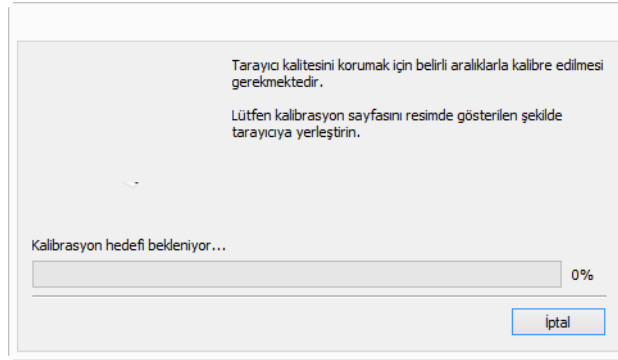 Tarayıcı kalitesini korumak için belirli aralıklarla kalibre edilmesi
gerekmektedir.
Lütfen kalibrasyon sayfasını resimde gösterilen şekilde
tarayıcıya yerleştirin.
Kalibrasyon hedefi bekleniyor...
0%
İptal